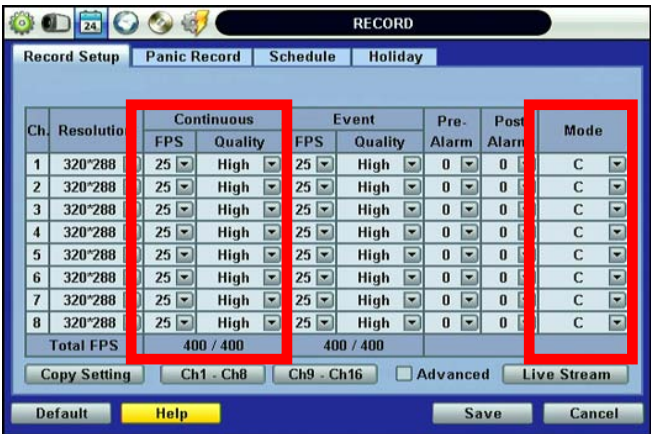 24
RECORD
Record Setup Panic Record Schedule Holiday
Continuous Event Pre- Post
Ch. Resolution Mode
FPS Quality FPS Quality Alarm Alarm
1 320*288 25 High 25 High 0 0 C
2 320*288 25 High 25 High 0 0 C
3 320*288 25 High 25 High 0 0 C
4 320*288 25 High 25 High 0 0 C
5 320*288 25 High 25 High 0 0 C
6 320*288 25 High 25 High 0 0 C
7 320*288 25 High 25 High 0 0 C
8 320*288 25 High 25 High 0 0 C
Total FPS 400 / 400 400 / 400
Copy Setting Ch1 - Ch8 Ch9 - Ch16 Advanced Live Stream
Default Help Save Cancel